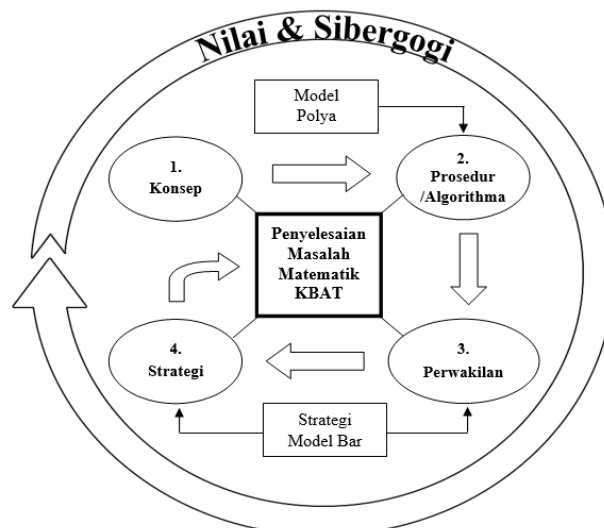 Nilai & Sibergogi
Model
Polya
1.
Konsep
2.
Prosedur
/Algorithma
Penyelesaian
Masalah
Matematik
KBAT
4.
Strategi
3.
Perwakilan
Strategi
Model Bar